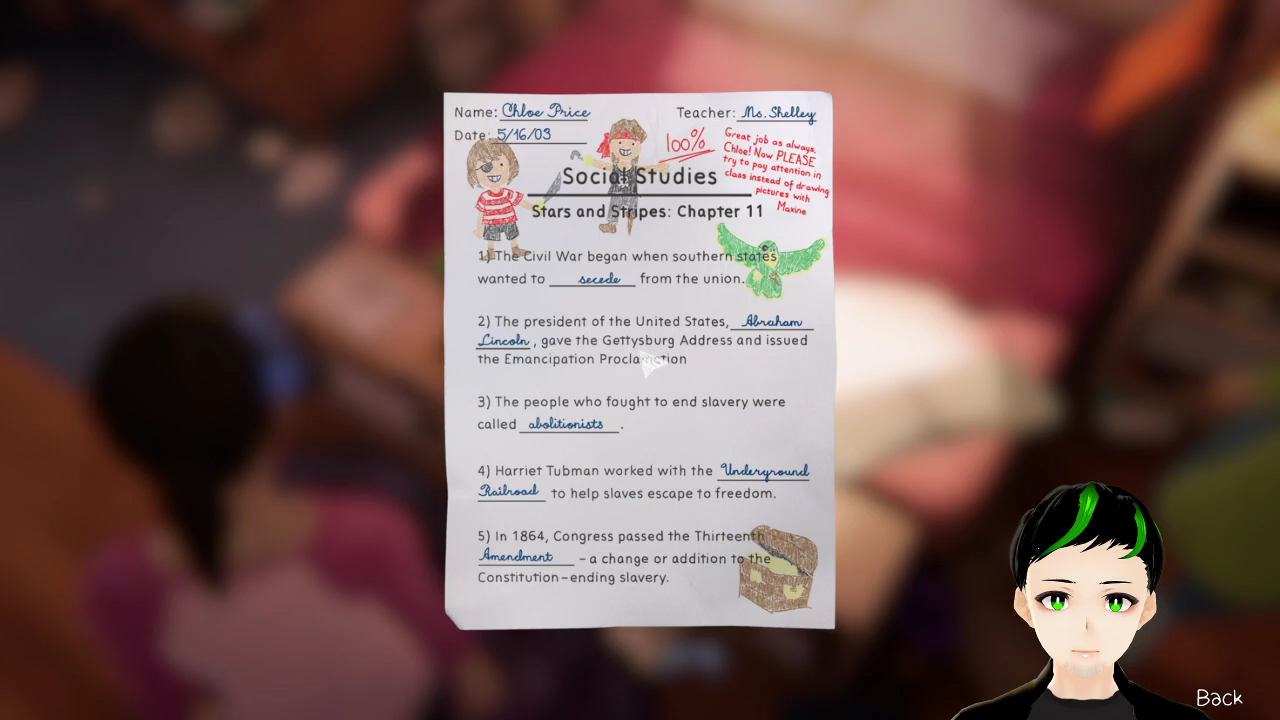 Name: Chloe Price
Teacher: Ms. Shelley
Date: 5/16/03
100%
Great job as always,
Chloe! Now PLEASE
try to pay attention in
class instead of drawing
pictures with
Maxine
Social Studies
Stars and Stripes: Chapter 11
1) The Civil War began when southern states
wanted to secede from the union.
2) The president of the United States, Abraham
Lincoln, gave the Gettysburg Address and issued
the Emancipation Proclamation
3) The people who fought to end slavery were
called abolitionists.
4) Harriet Tubman worked with the Underground
Railroad to help slaves escape to freedom.
5) In 1864, Congress passed the Thirteenth
Amendment – a change or addition to the
Constitution – ending slavery.
Back